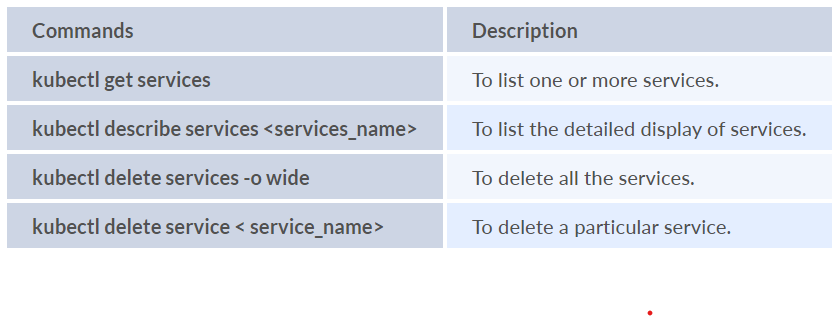 Commands Description
kubectl get services To list one or more services.
kubectl describe services <services_name> To list the detailed display of services.
kubectl delete services -o wide To delete all the services.
kubectl delete service < service_name> To delete a particular service.